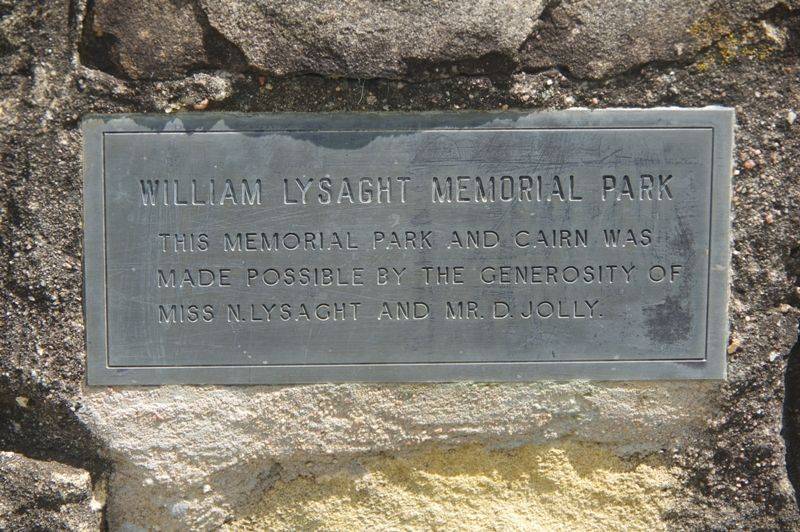 WILLIAM LYSAGHT MEMORIAL PARK
THIS MEMORIAL PARK AND CAIRN WAS
MADE POSSIBLE BY THE GENEROSITY OF
MISS N. LYSAGHT AND MR. D. JOLLY.